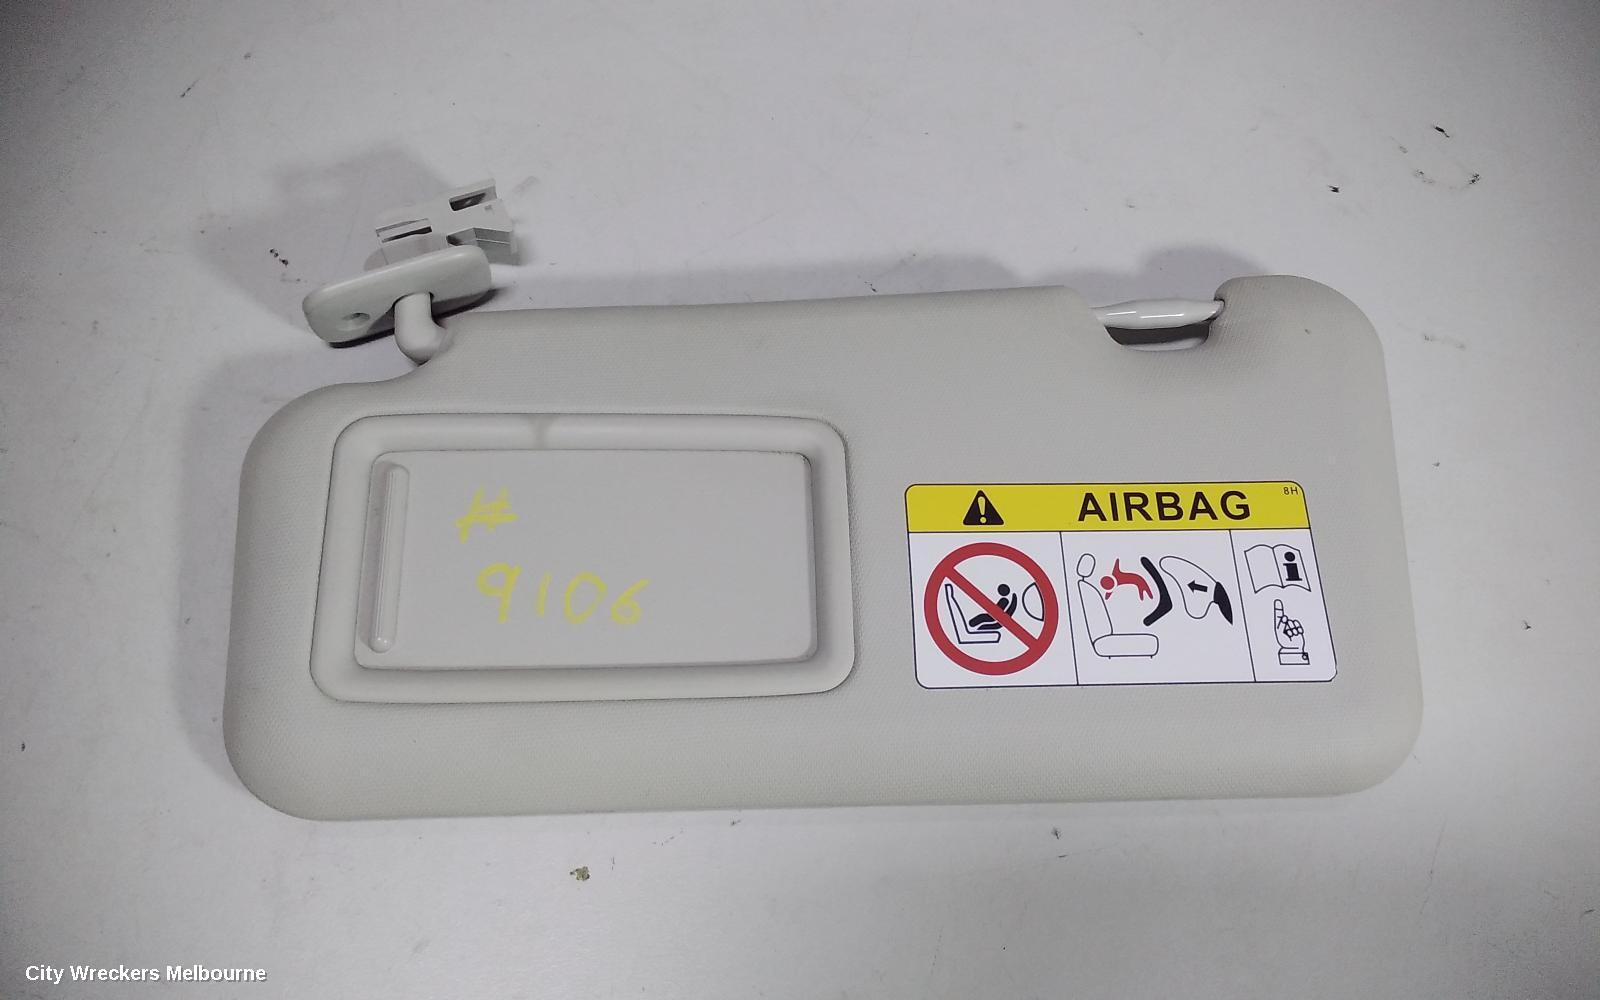 AIRBAG
8H
#
9106
City Wreckers Melbourne